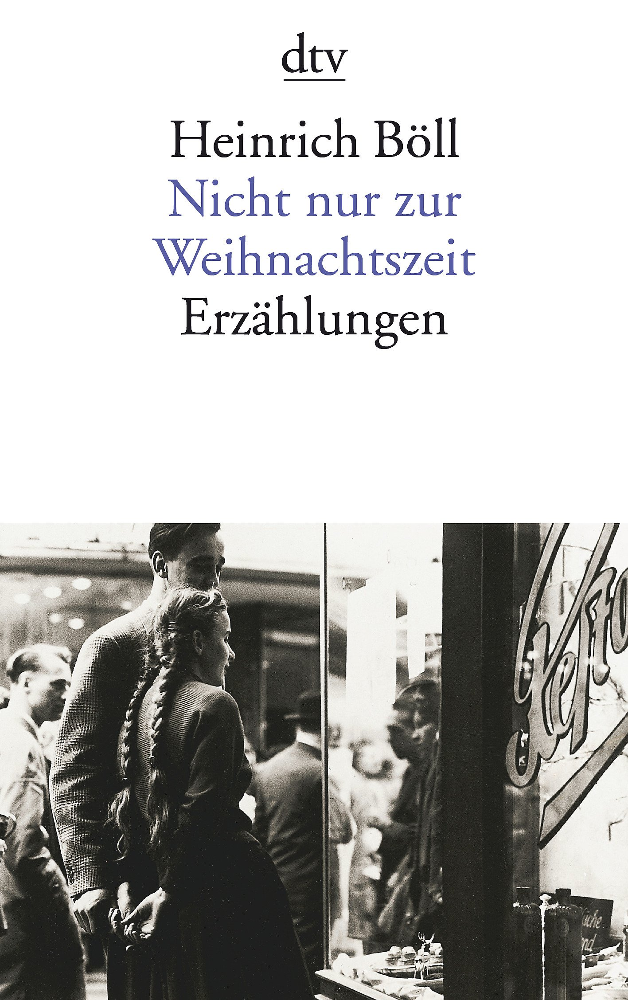 dtv
Heinrich Böll
Nicht nur zur
Weihnachtszeit
Erzählungen